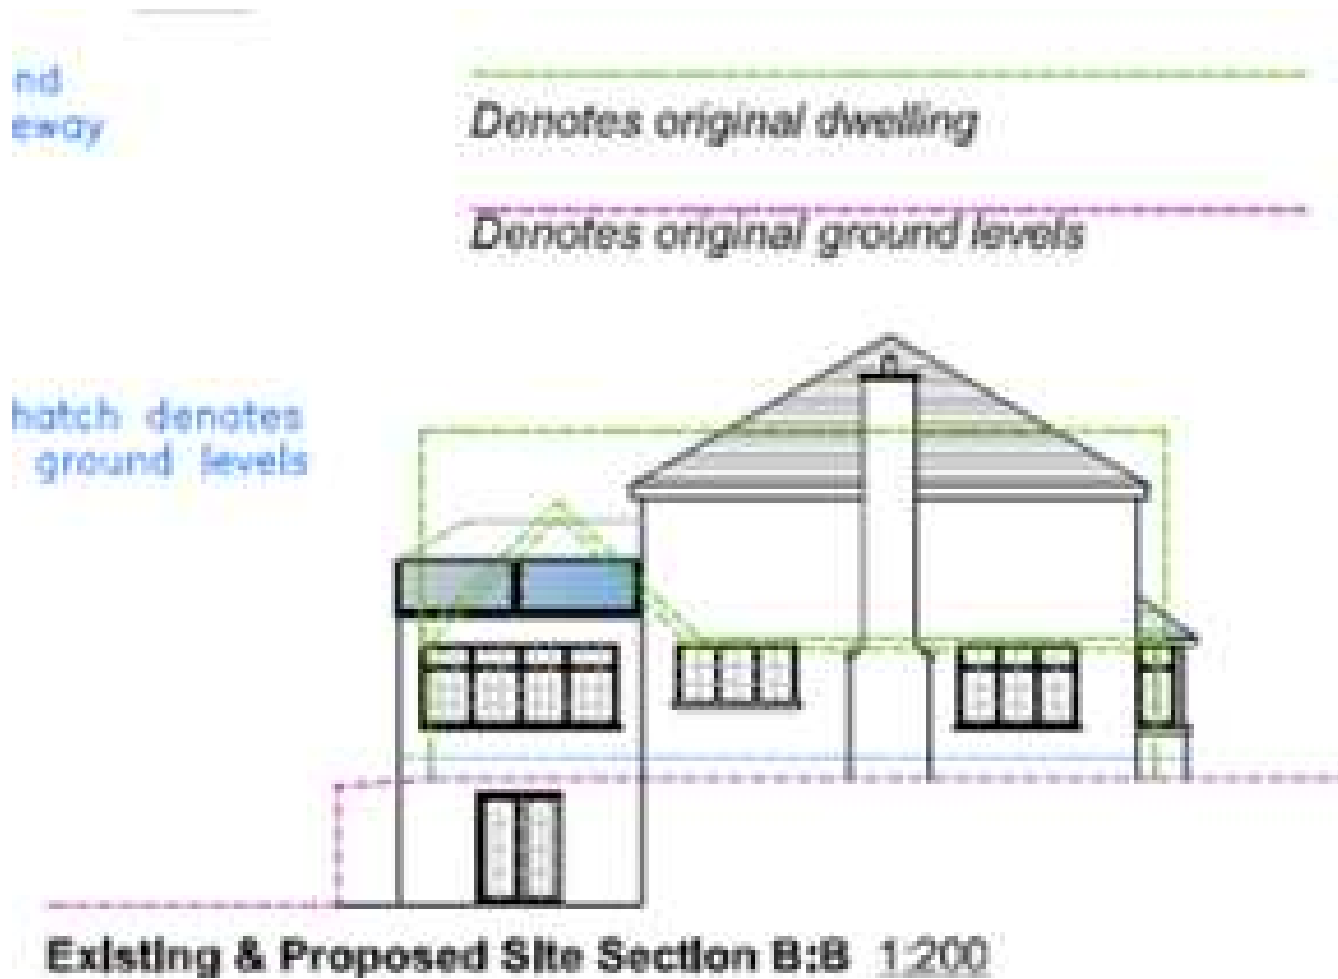 nd
eway
Denotes original dwelling
Denotes original ground levels
hatch denotes
ground levels
Existing & Proposed Site Section B:B 1:200